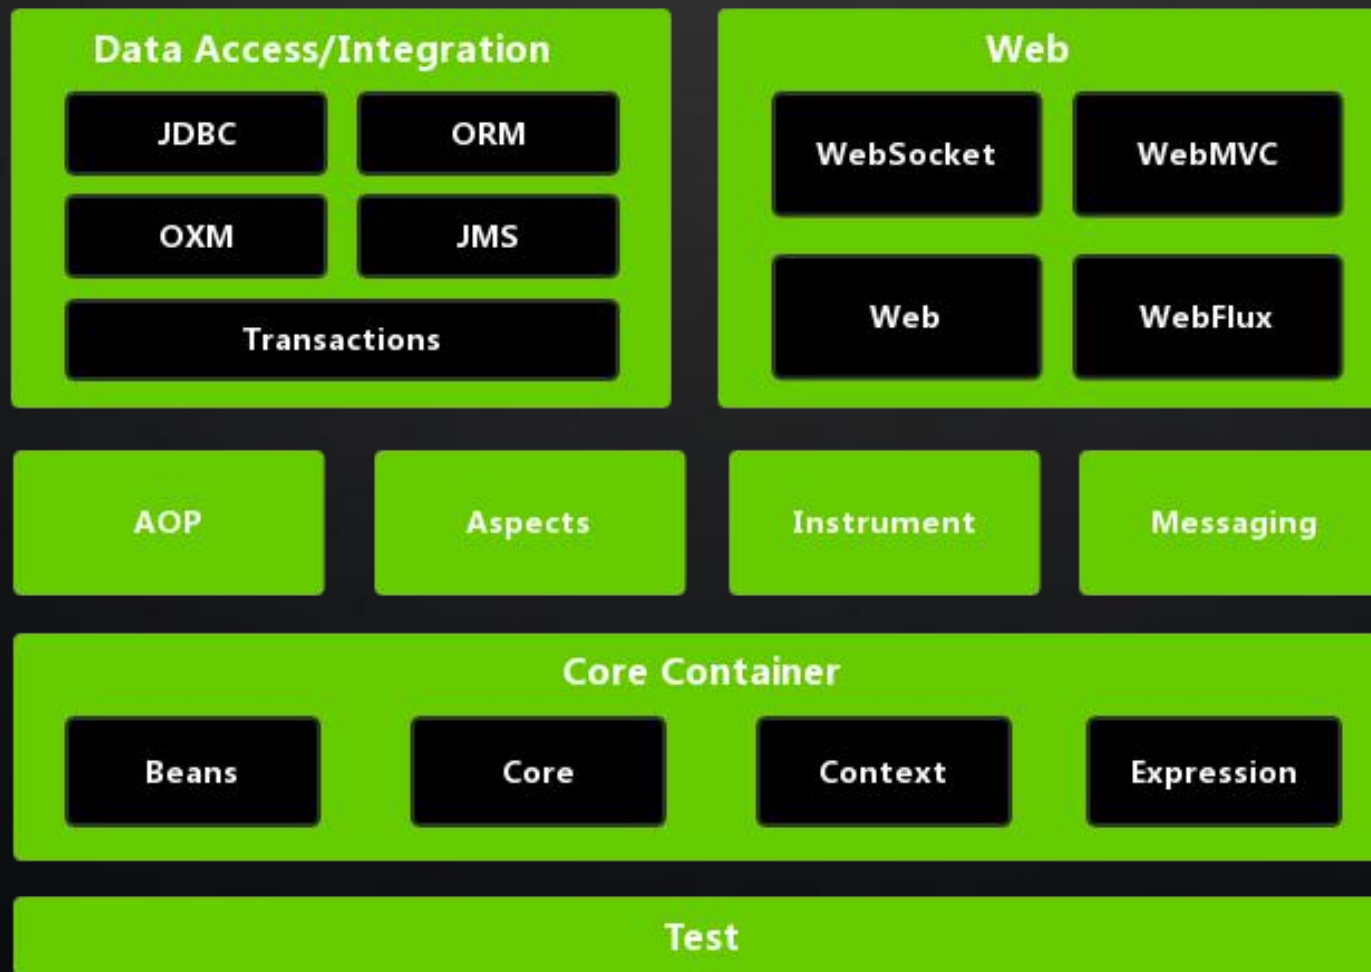 Data Access/Integration
JDBC
ORM
OXM
JMS
Transactions
Web
WebSocket
WebMVC
Web
WebFlux
AOP
Aspects
Instrument
Messaging
Core Container
Beans
Core
Context
Expression
Test